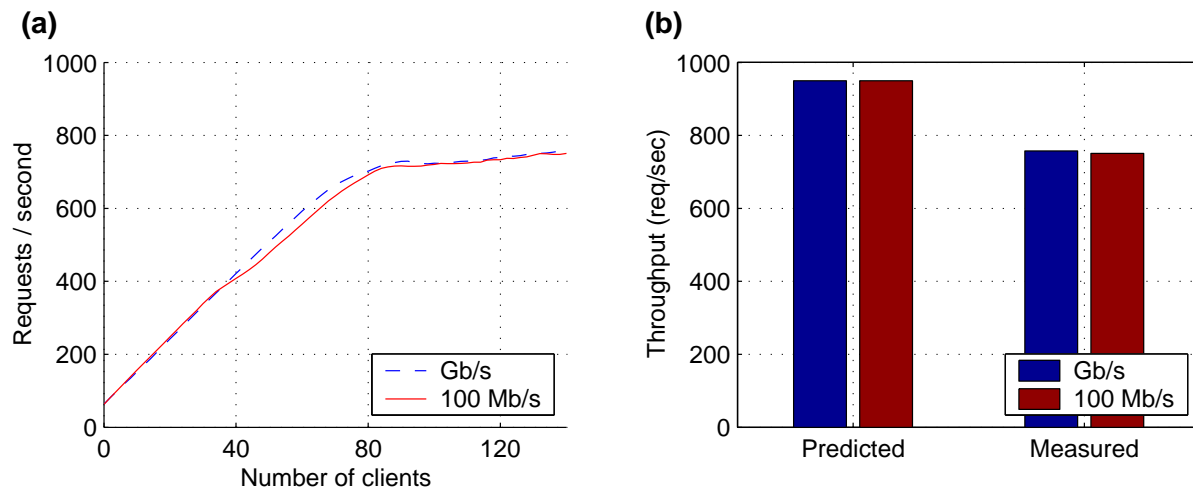 (a)
1000
800
600
400
200
0
Requests / second
0 40 80 120
Number of clients
Gb/s
100 Mb/s
(b)
1000
800
600
400
200
0
Throughput (req/sec)
Predicted Measured
Gb/s
100 Mb/s